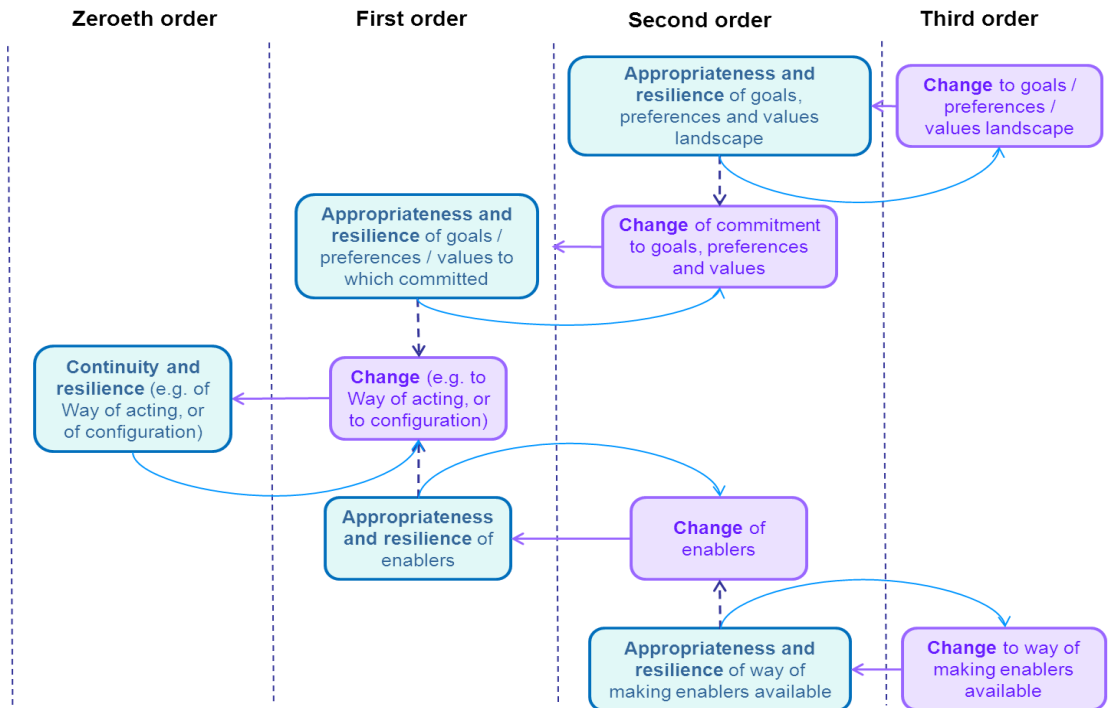 Zeroeth order
First order
Second order
Third order
Appropriateness and
resilience of goals,
preferences and values
landscape
Change to goals /
preferences /
values landscape
Appropriateness and
resilience of goals /
preferences / values to
which committed
Change of commitment
to goals, preferences
and values
Continuity and
resilience (e.g. of
Way of acting, or
of configuration)
Change (e.g. to
Way of acting, or
to configuration)
Appropriateness
and resilience of
enablers
Change of
enablers
Appropriateness and
resilience of way of
making enablers available
Change to way of
making enablers
available